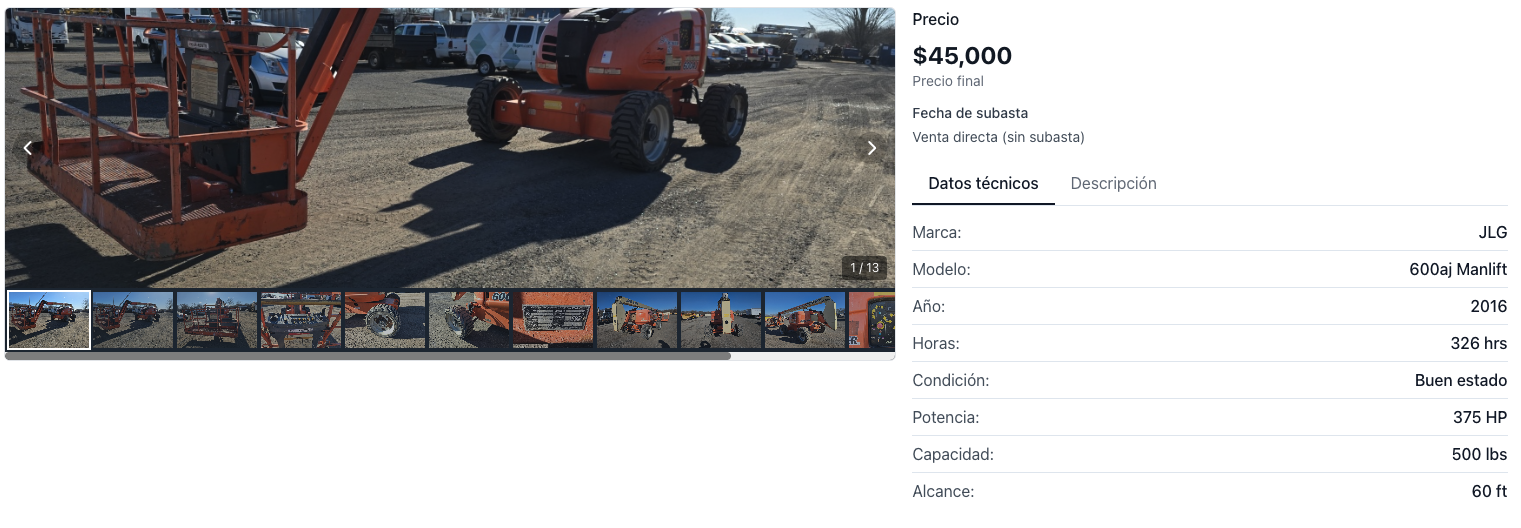 Precio
$45,000
Precio final
Fecha de subasta
Venta directa (sin subasta)
Datos técnicos
Descripción
Marca: JLG
Modelo: 600aj Manlift
Año: 2016
Horas: 326 hrs
Condición: Buen estado
Potencia: 375 HP
Capacidad: 500 lbs
Alcance: 60 ft
1 / 13